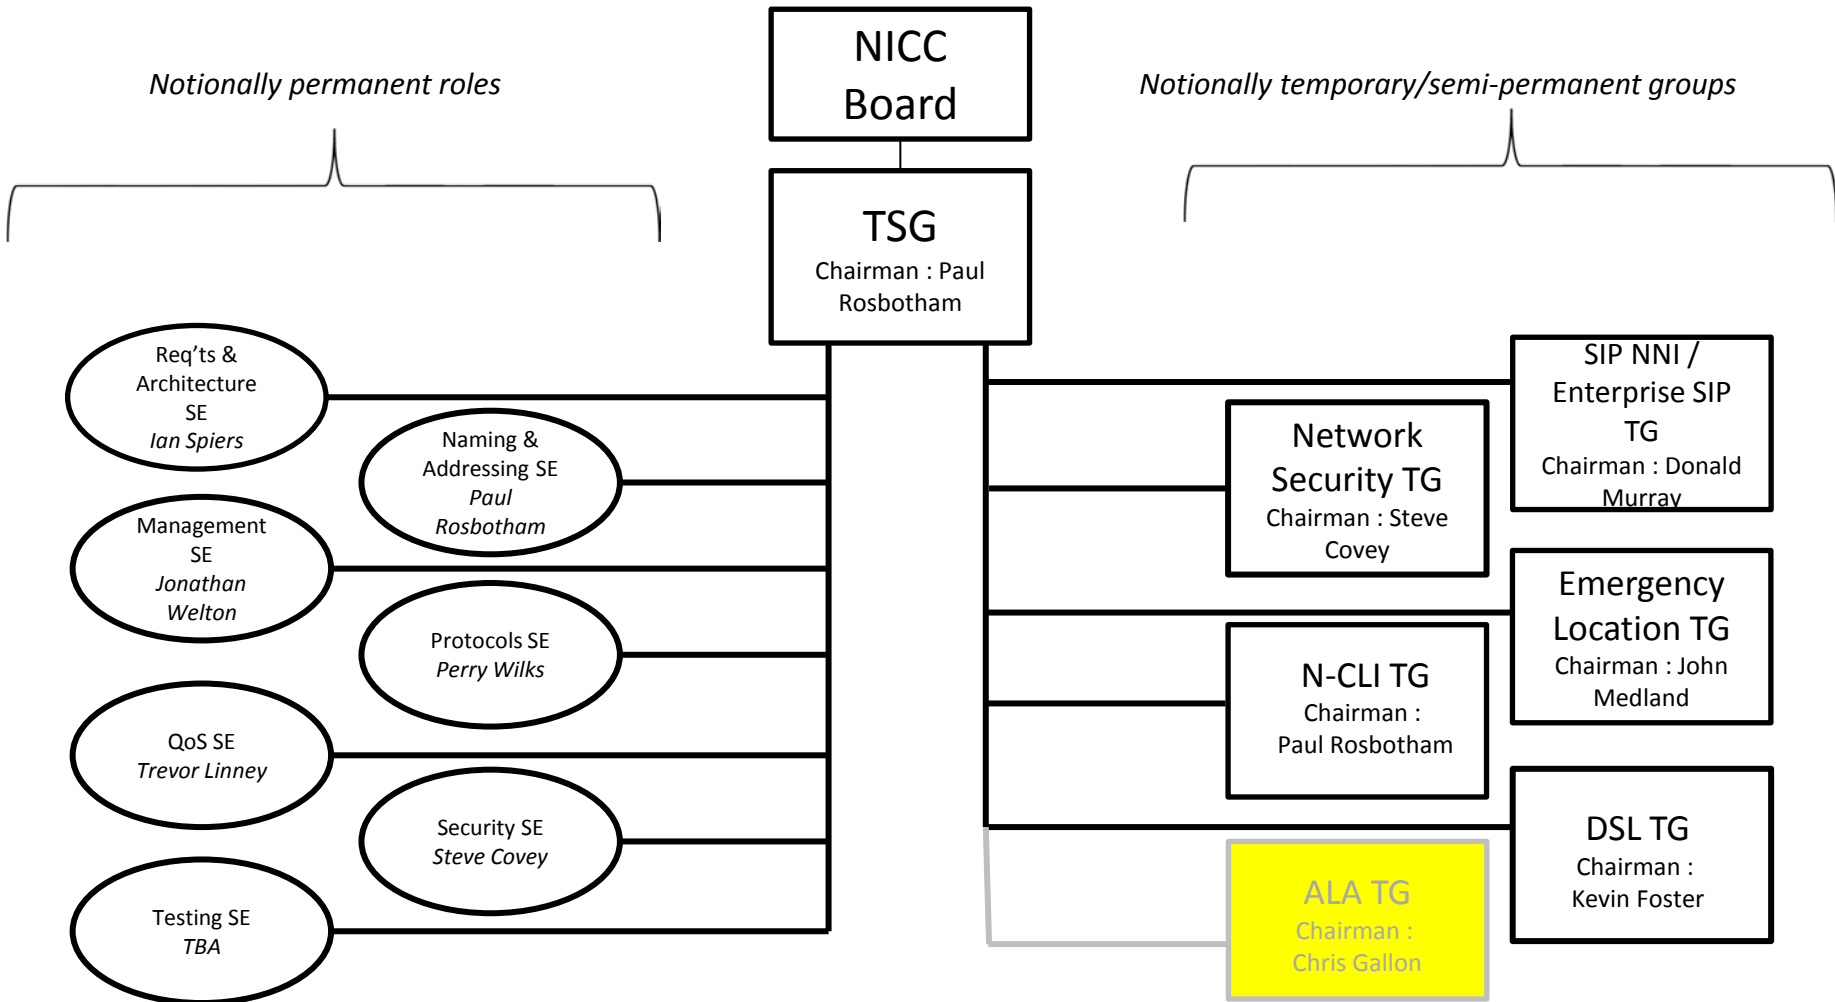 NICC
Board
Notionally permanent roles
Notionally temporary/semi-permanent groups
TSG
Chairman : Paul
Rosbotham
Req'ts &
Architecture
SE
Ian Spiers
Naming &
Addressing SE
Paul
Rosbotham
Management
SE
Jonathan
Welton
Protocols SE
Perry Wilks
QoS SE
Trevor Linney
Security SE
Steve Covey
Testing SE
TBA
SIP NNI /
Enterprise SIP
TG
Chairman : Donald
Murray
Network
Security TG
Chairman : Steve
Covey
Emergency
Location TG
Chairman : John
Medland
N-CLI TG
Chairman :
Paul Rosbotham
DSL TG
Chairman :
Kevin Foster
ALA TG
Chairman :
Chris Gallon